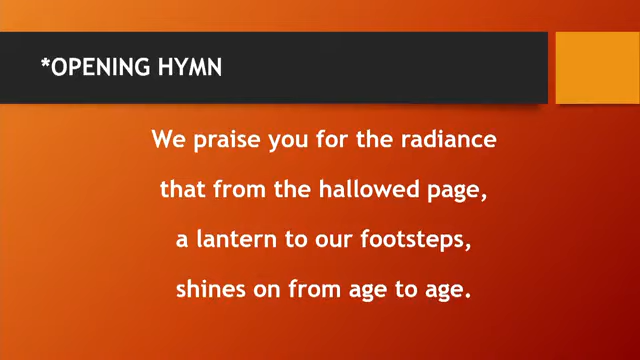 *OPENING HYMN
We praise you for the radiance
that from the hallowed page,
a lantern to our footsteps,
shines on from age to age.